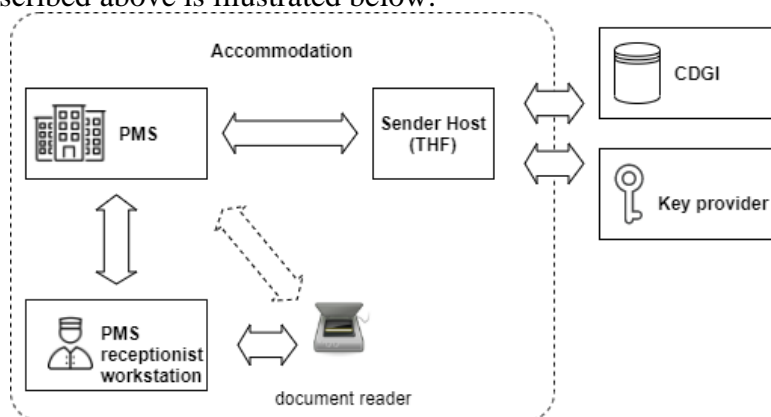 scribed above is illustrated below:
Accommodation
PMS
Sender Host
(THF)
CDGI
Key provider
PMS
receptionist
workstation
document reader